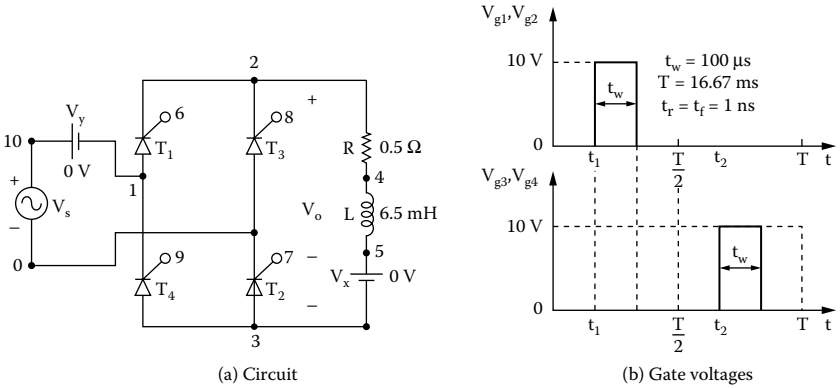 2
+
6
8
V_y
10
T_1
T_3
R 0.5 Ω
0 V
4
+
1
V_s
V_o
L 6.5 mH
–
9
7
–
5
0
T_4
T_2
V_x
0 V
–
3
(a) Circuit
V_g1,V_g2
10 V
t_w = 100 μs
T = 16.67 ms
t_r = t_f = 1 ns
t_w
0
t_1
T/2
t_2
T
t
V_g3,V_g4
10 V
t_w
0
t_1
T/2
t_2
T
t
(b) Gate voltages